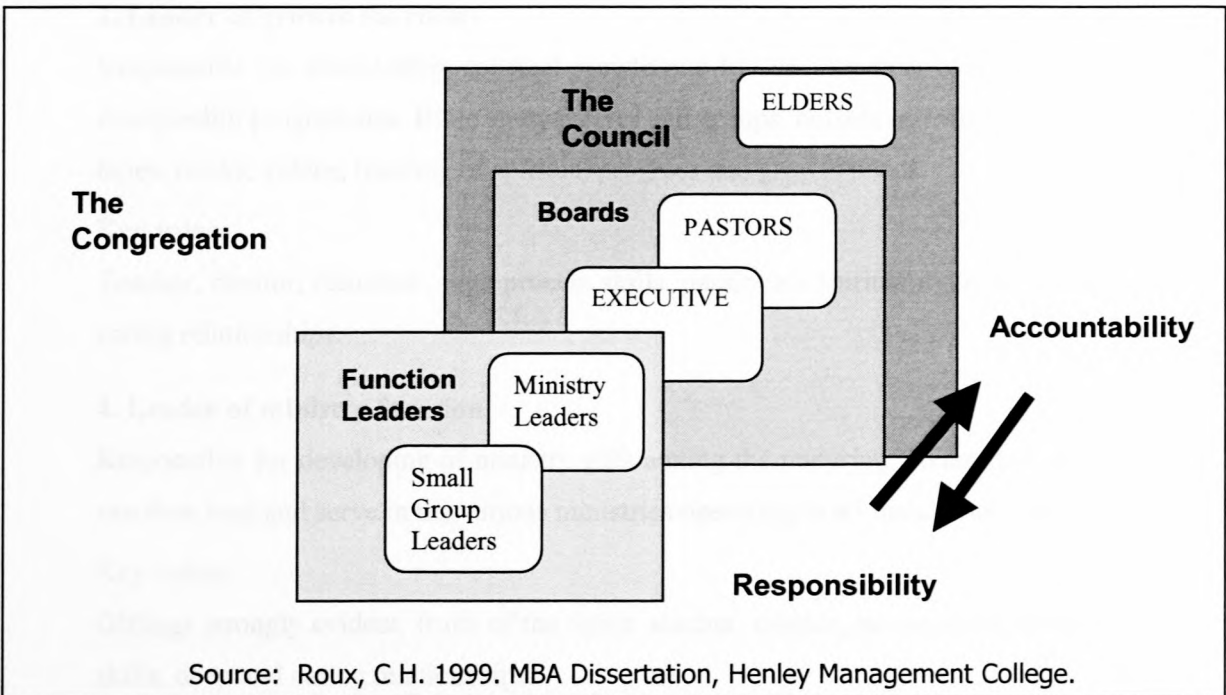 The
Council
ELDERS
The
Congregation
Boards
PASTORS
EXECUTIVE
Accountability
Function
Leaders
Ministry
Leaders
Small
Group
Leaders
Responsibility
Source: Roux, C H. 1999. MBA Dissertation, Henley Management College.